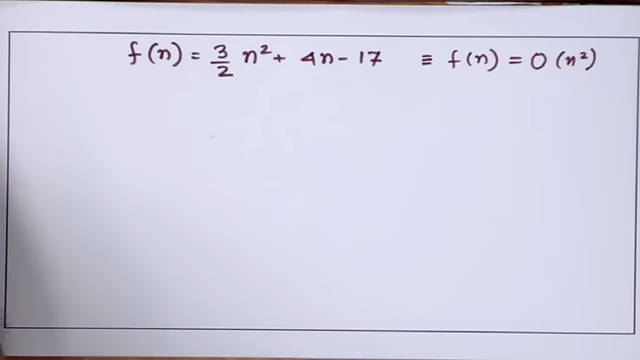 f(n) = 3/2 n² + 4n - 17 ≡ f(n) = O(n²)